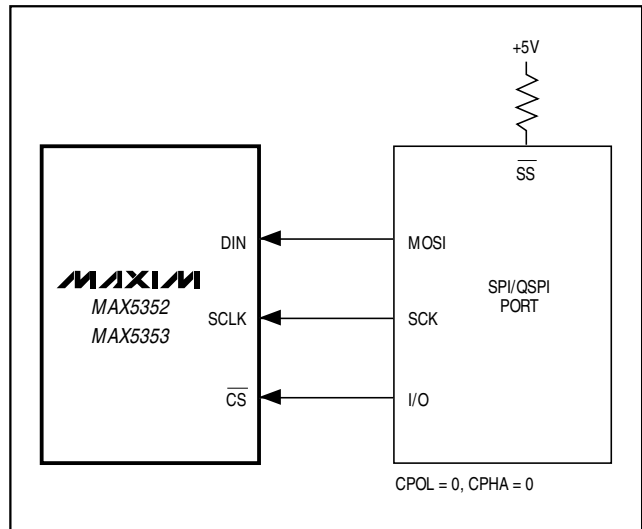 +5V
SS
DIN
MOSI
MAXIM
MAX5352
MAX5353
SPI/QSPI
PORT
SCLK
SCK
CS
I/O
CPOL = 0, CPHA = 0